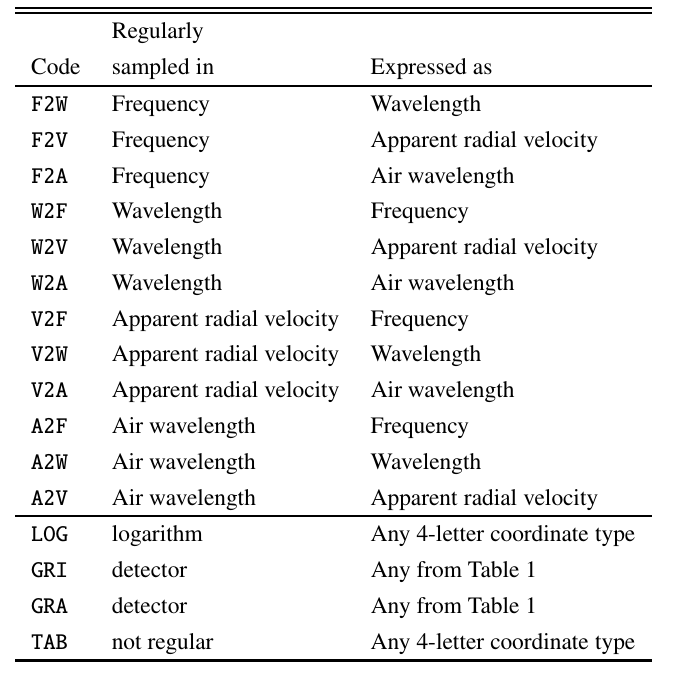 Regularly
Code sampled in Expressed as
F2W Frequency Wavelength
F2V Frequency Apparent radial velocity
F2A Frequency Air wavelength
W2F Wavelength Frequency
W2V Wavelength Apparent radial velocity
W2A Wavelength Air wavelength
V2F Apparent radial velocity Frequency
V2W Apparent radial velocity Wavelength
V2A Apparent radial velocity Air wavelength
A2F Air wavelength Frequency
A2W Air wavelength Wavelength
A2V Air wavelength Apparent radial velocity
LOG logarithm Any 4-letter coordinate type
GRI detector Any from Table 1
GRA detector Any from Table 1
TAB not regular Any 4-letter coordinate type